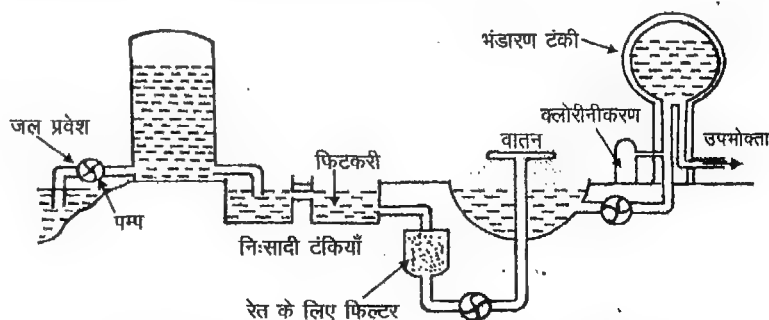 भंडारण टंकी
जल प्रवेश
क्लोरीनीकरण
वातन
उपभोक्ता
फिटकरी
पम्प
निःसादी टंकियाँ
रेत के लिए फिल्टर